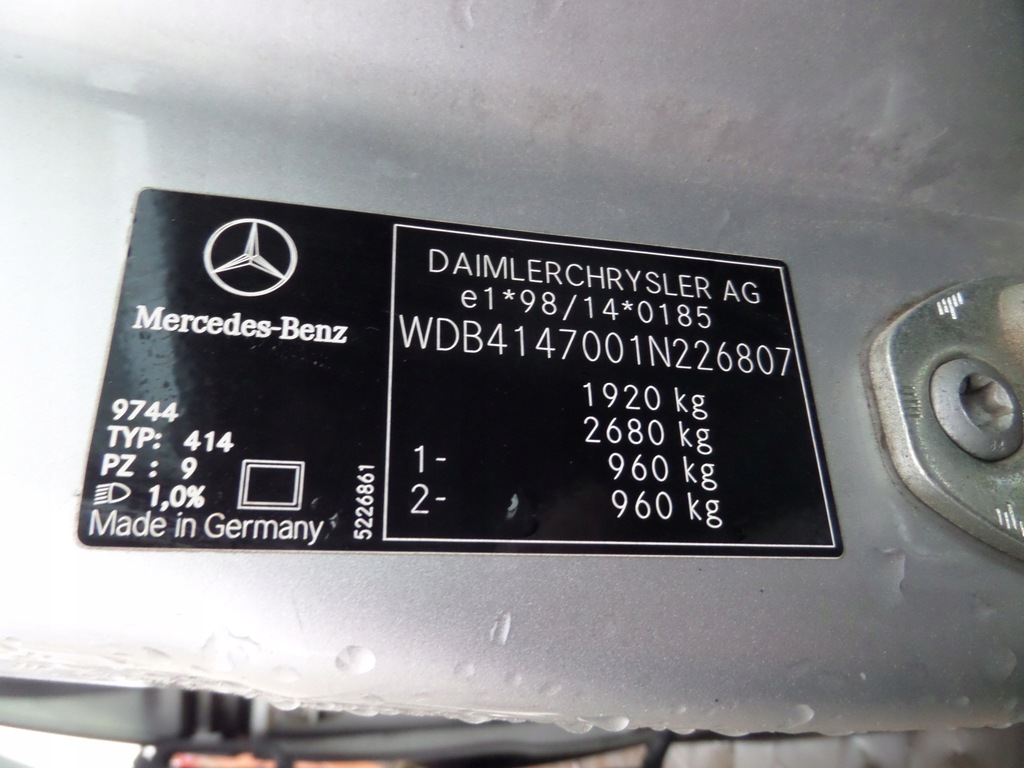 Mercedes-Benz
9744
TYP: 414
PZ : 9
1,0%
Made in Germany
5226861
DAIMLERCHRYSLER AG
e1*98/14*0185
WDB4147001N226807
1920 kg
2680 kg
1- 960 kg
2- 960 kg